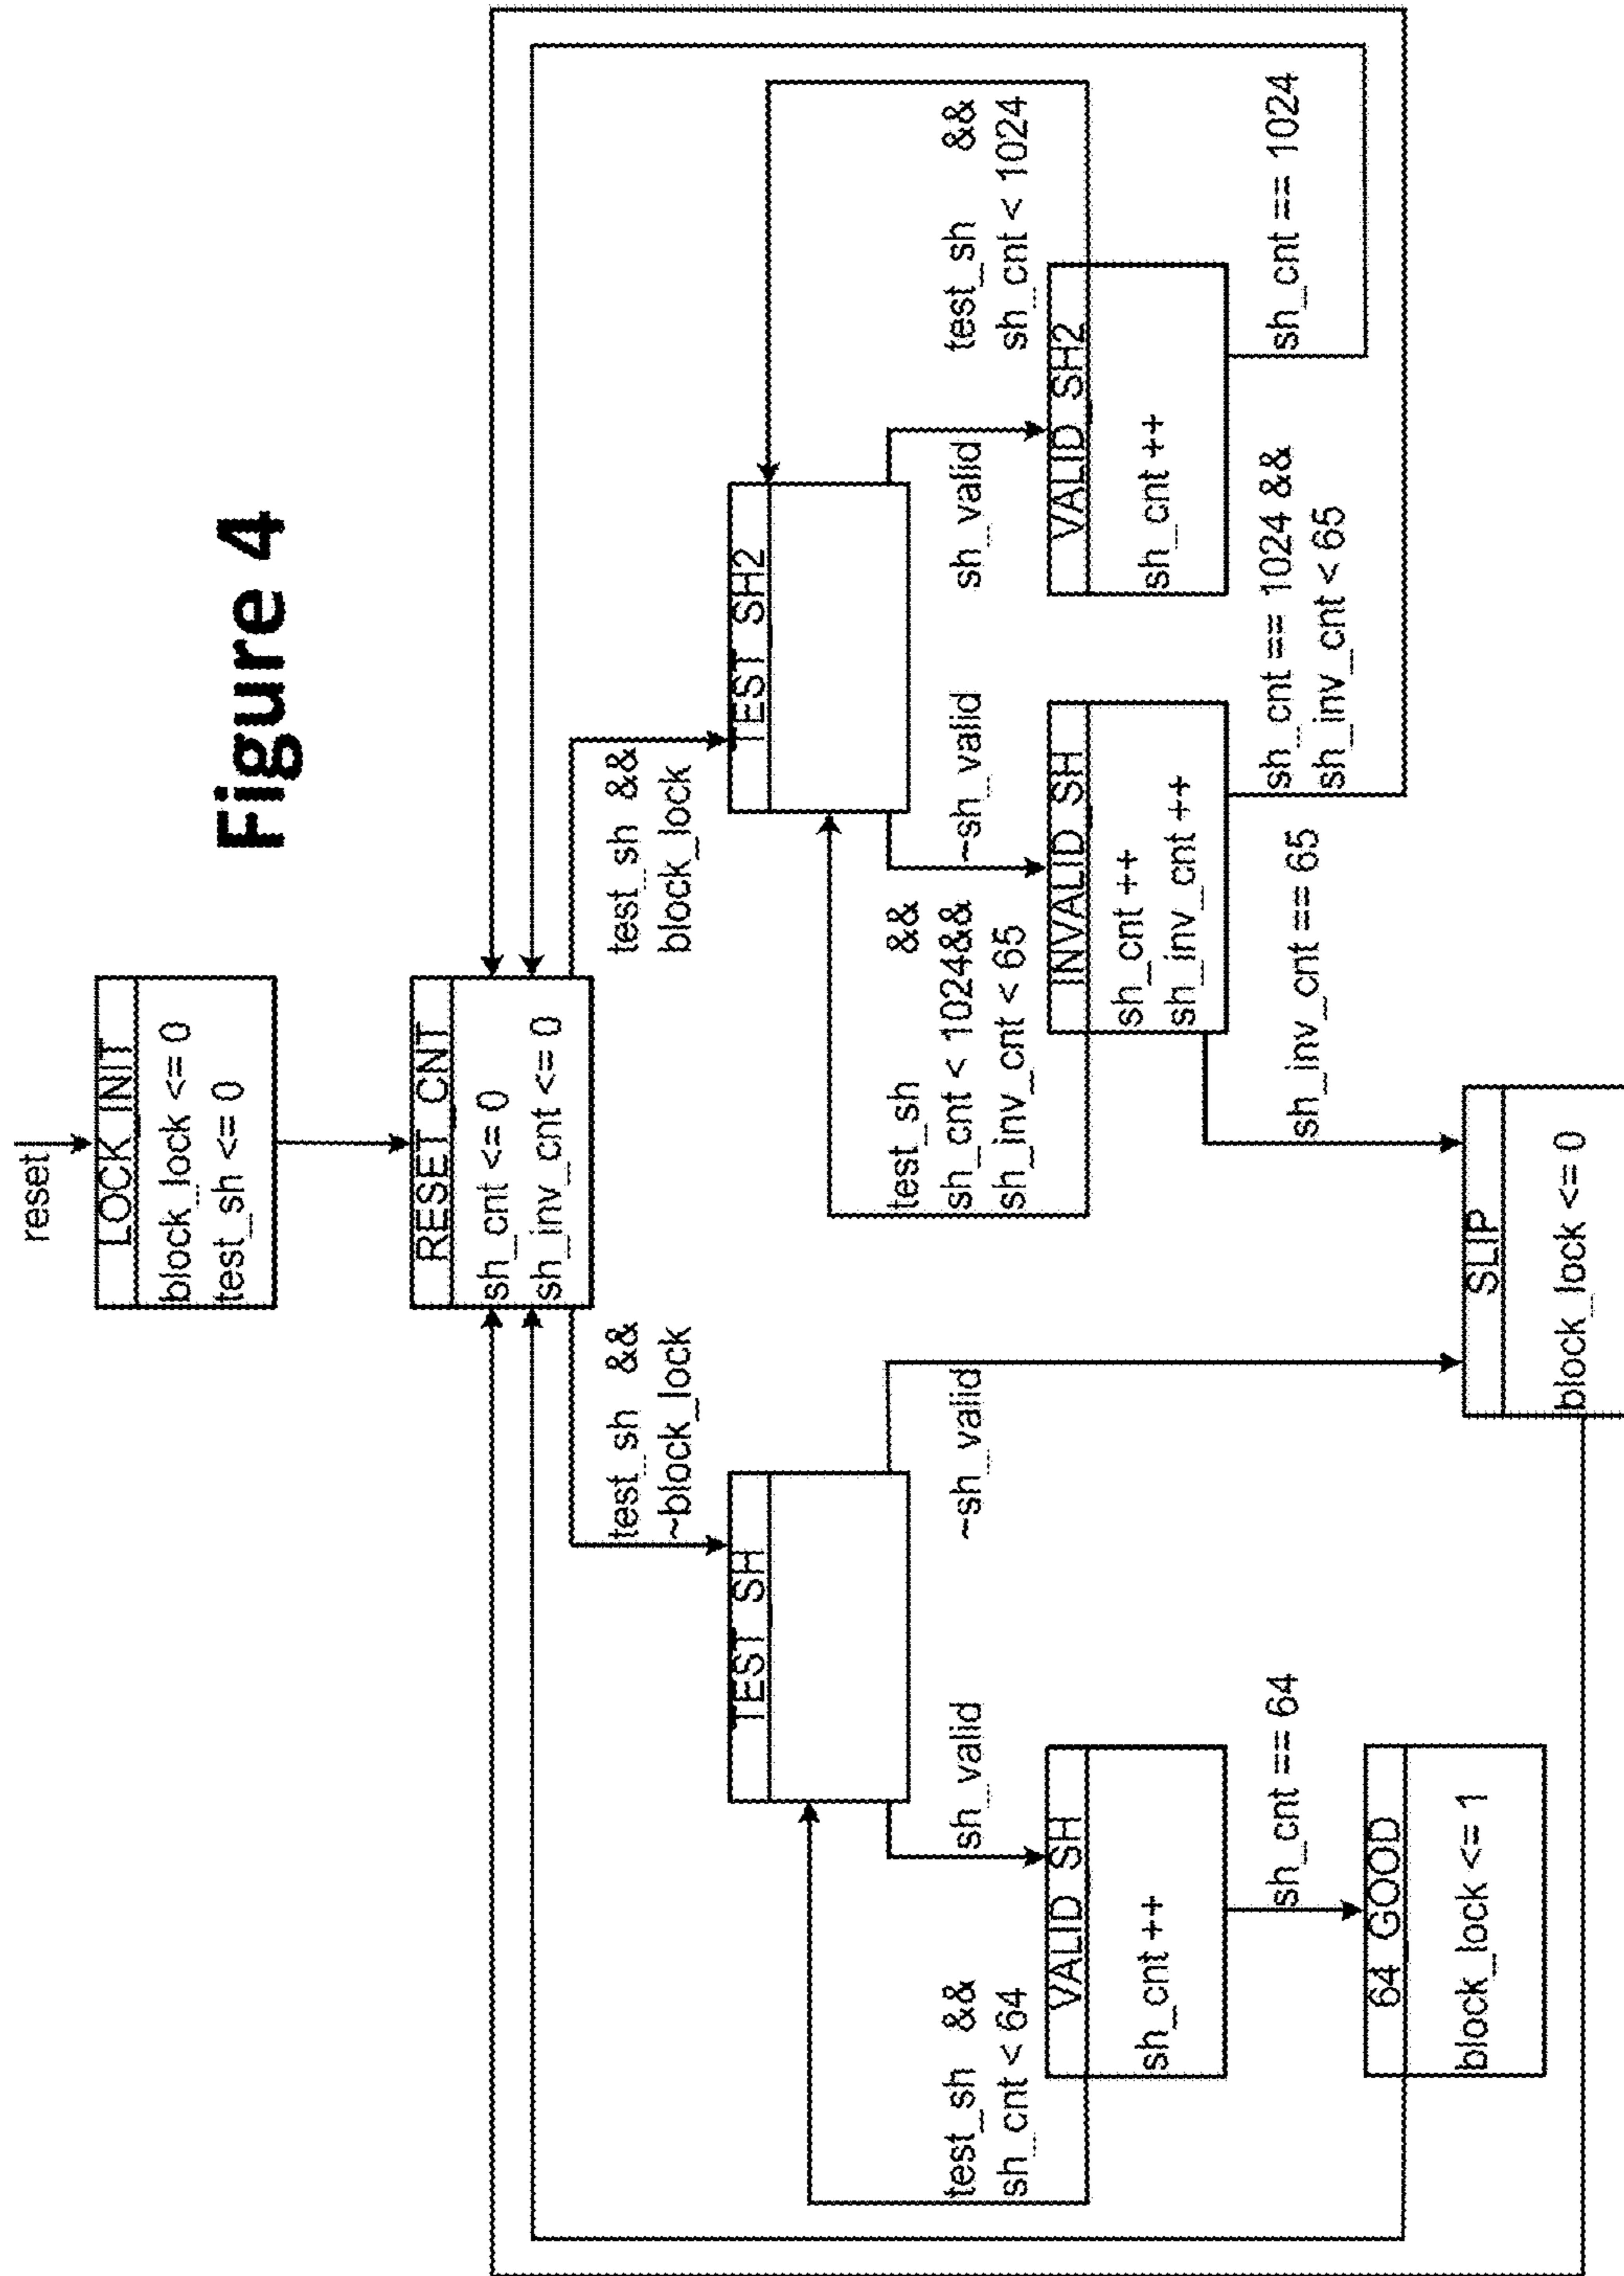 Figure 4
reset
LOCK_INIT
block_lock <= 0
test_sh <= 0
RESET_CNT
sh_cnt <= 0
sh_inv_cnt <= 0
test_sh &&
~block_lock
test_sh &&
block_lock
TEST_SH
TEST_SH2
sh_valid
~sh_valid
~sh_valid
sh_valid
test_sh &&
sh_cnt < 64
test_sh &&
sh_cnt < 1024&&
sh_inv_cnt < 65
test_sh &&
sh_cnt < 1024
VALID_SH
sh_cnt ++
INVALID_SH
sh_cnt ++
sh_inv_cnt ++
VALID_SH2
sh_cnt ++
sh_cnt == 64
sh_inv_cnt == 65
sh_cnt == 1024 &&
sh_inv_cnt < 65
sh_cnt == 1024
64_GOOD
block_lock <= 1
SLIP
block_lock <= 0